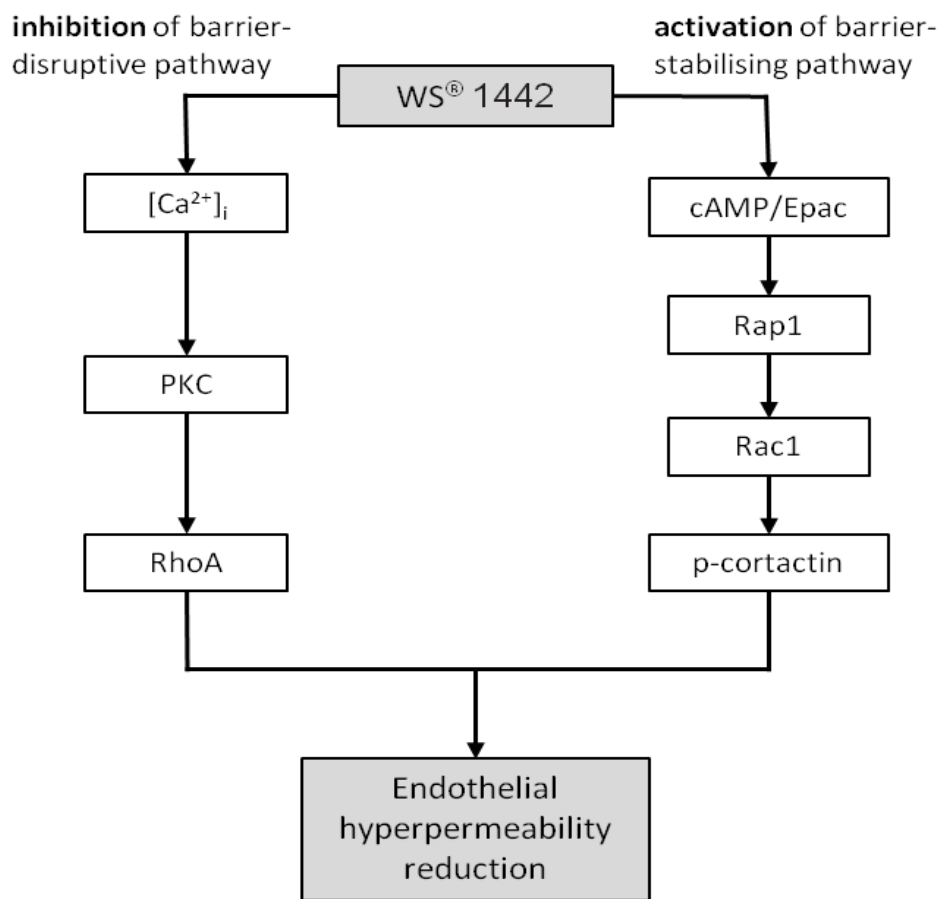 inhibition of barrier-
disruptive pathway
activation of barrier-
stabilising pathway
WS® 1442
[Ca²⁺]ᵢ
PKC
RhoA
cAMP/Epac
Rap1
Rac1
p-cortactin
Endothelial
hyperpermeability
reduction